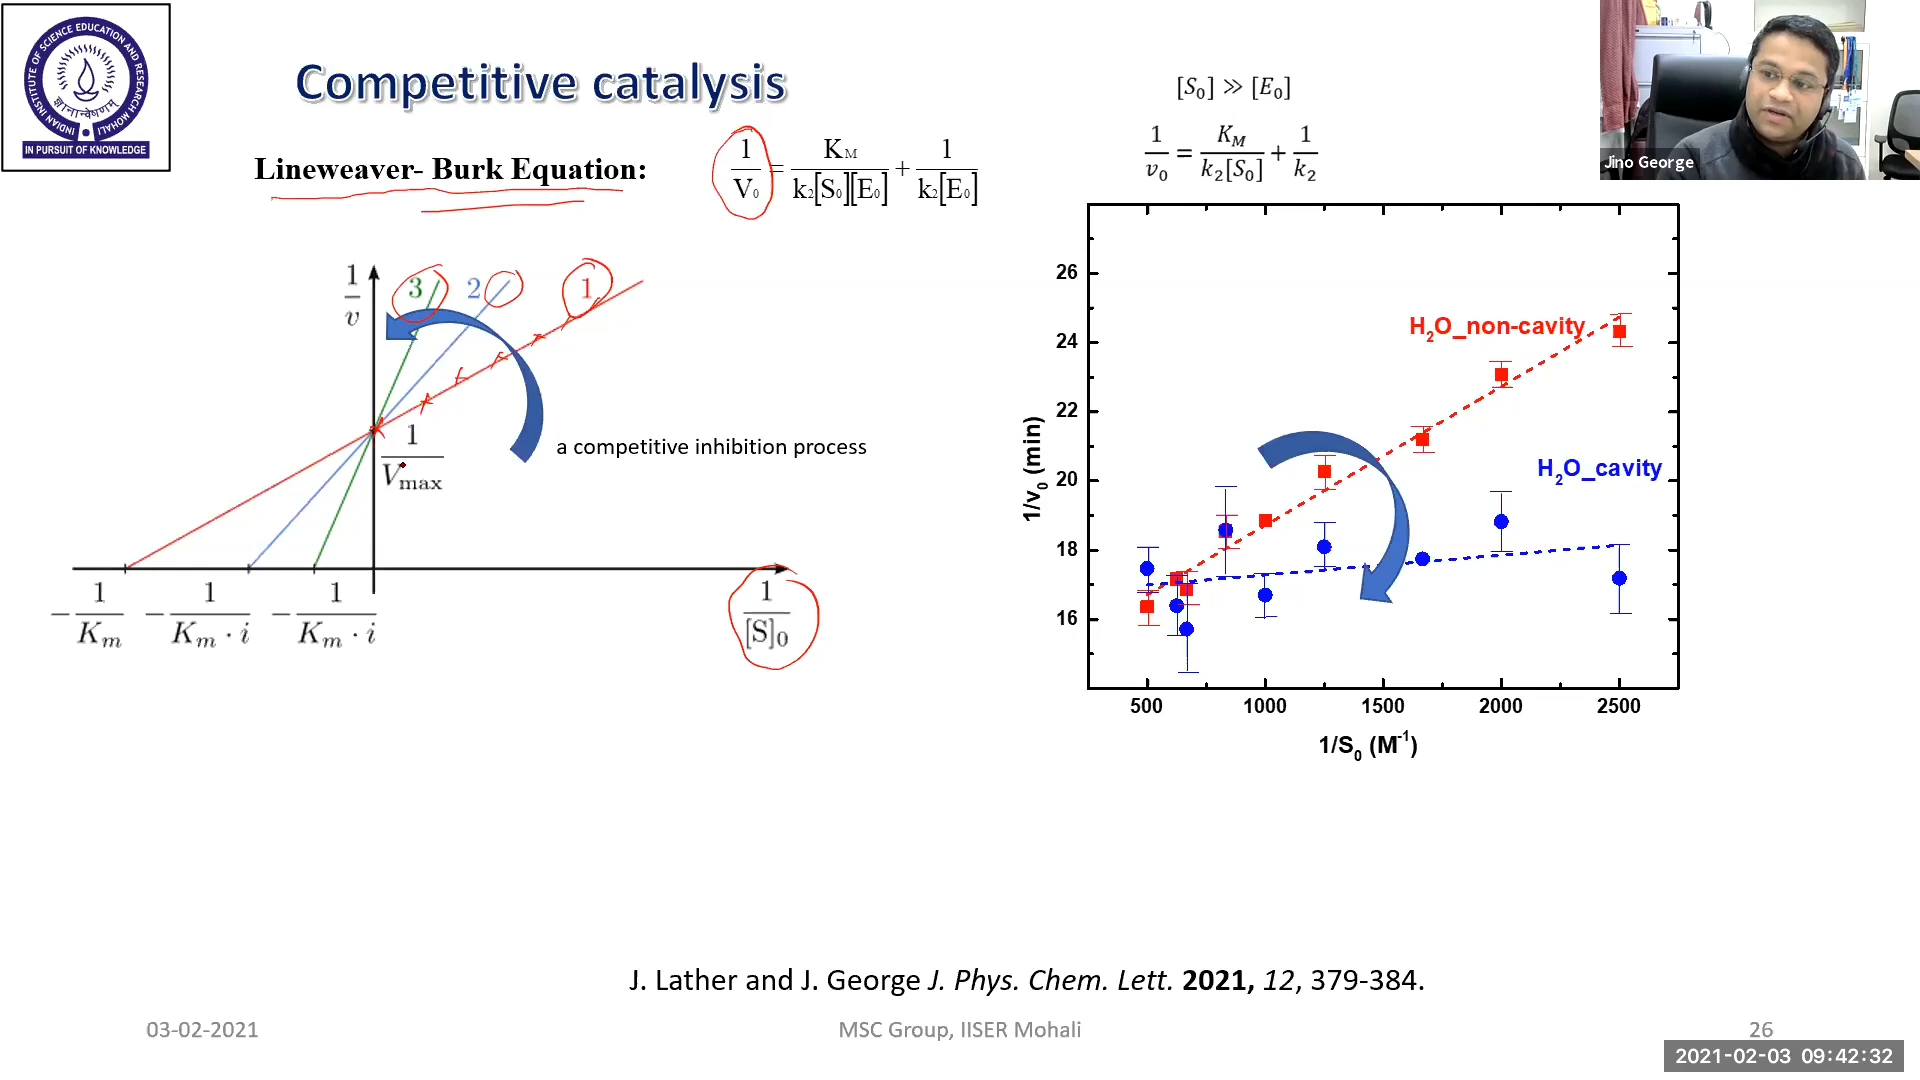 INDIAN INSTITUTE OF SCIENCE EDUCATION AND RESEARCH MOHALI
ज्ञानान्वेषणम्
IN PURSUIT OF KNOWLEDGE
Competitive catalysis
Lineweaver- Burk Equation:
1/V₀ = K_M/k₂[S₀][E₀] + 1/k₂[E₀]
[S₀] ≫ [E₀]
1/v₀ = K_M/k₂[S₀] + 1/k₂
Jino George
1/v
3 2 1
1/V_max
a competitive inhibition process
-1/K_m -1/K_m · i -1/K_m · i
1/[S]₀
26
24
22
20
18
16
1/v₀ (min)
H₂O_non-cavity
H₂O_cavity
500 1000 1500 2000 2500
1/S₀ (M⁻¹)
J. Lather and J. George J. Phys. Chem. Lett. 2021, 12, 379-384.
03-02-2021
MSC Group, IISER Mohali
26
2021-02-03 09:42:32